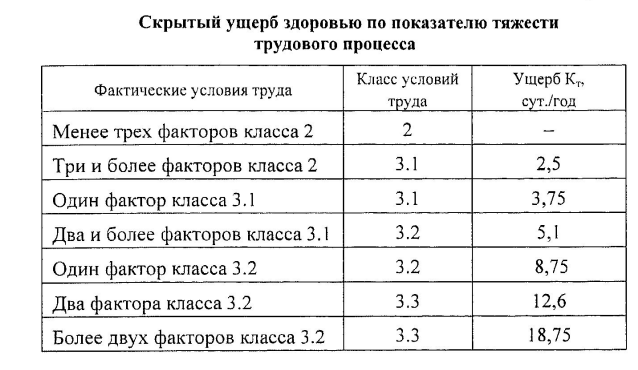 Скрытый ущерб здоровью по показателю тяжести
трудового процесса
Фактические условия труда Класс условий Ущерб Кт,
труда сут./год
Менее трех факторов класса 2 2 –
Три и более факторов класса 2 3.1 2,5
Один фактор класса 3.1 3.1 3,75
Два и более факторов класса 3.1 3.2 5,1
Один фактор класса 3.2 3.2 8,75
Два фактора класса 3.2 3.3 12,6
Более двух факторов класса 3.2 3.3 18,75